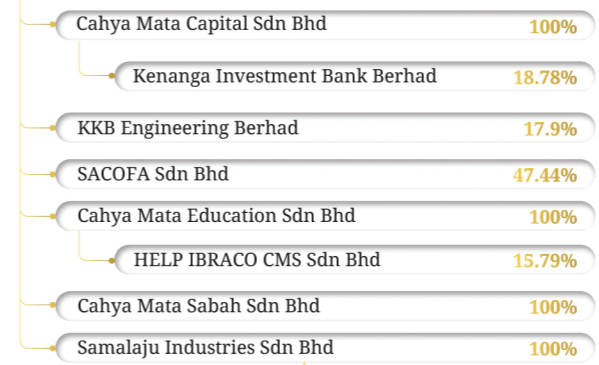 Cahya Mata Capital Sdn Bhd 100%
Kenanga Investment Bank Berhad 18.78%
KKB Engineering Berhad 17.9%
SACOFA Sdn Bhd 47.44%
Cahya Mata Education Sdn Bhd 100%
HELP IBRACO CMS Sdn Bhd 15.79%
Cahya Mata Sabah Sdn Bhd 100%
Samalaju Industries Sdn Bhd 100%